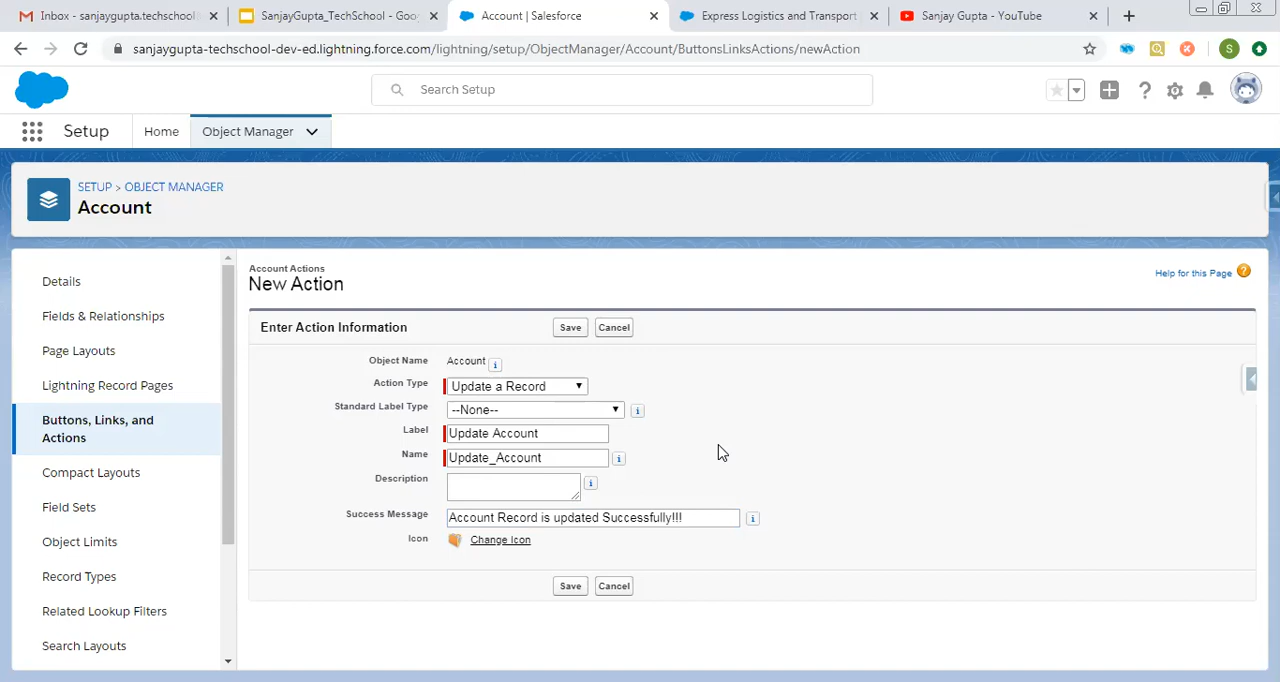 Inbox - sanjaygupta.techschool
SanjayGupta_TechSchool - Goo
Account | Salesforce
Express Logistics and Transport
Sanjay Gupta - YouTube
sanjaygupta-techschool-dev-ed.lightning.force.com/lightning/setup/ObjectManager/Account/ButtonsLinksActions/newAction
S
Search Setup
Setup
Home
Object Manager
SETUP > OBJECT MANAGER
Account
Details
Fields & Relationships
Page Layouts
Lightning Record Pages
Buttons, Links, and
Actions
Compact Layouts
Field Sets
Object Limits
Record Types
Related Lookup Filters
Search Layouts
Account Actions
New Action
Help for this Page ?
Enter Action Information
Save
Cancel
Object Name Account i
Action Type Update a Record
Standard Label Type --None-- i
Label Update Account
Name Update_Account i
Description i
Success Message Account Record is updated Successfully!!! i
Icon Change Icon
Save
Cancel